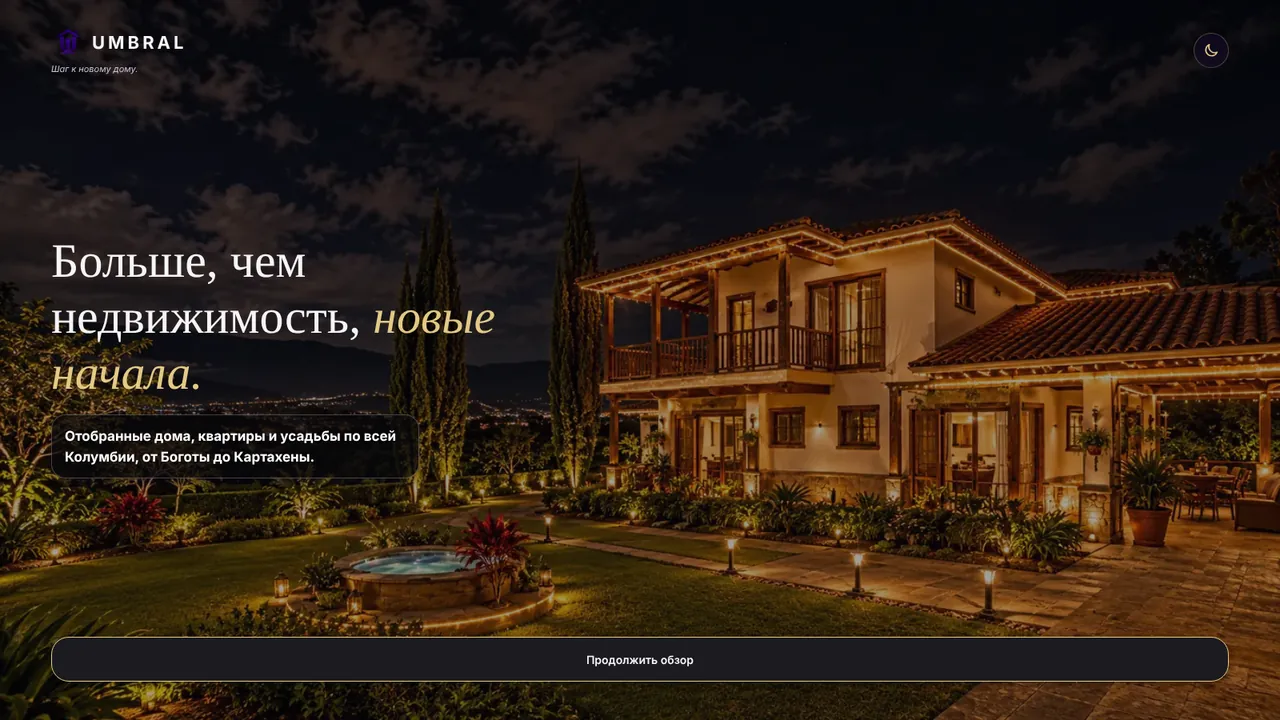 UMBRAL
Шаг к новому дому.
Больше, чем
недвижимость, новые
начала.
Отобранные дома, квартиры и усадьбы по всей
Колумбии, от Боготы до Картахены.
Продолжить обзор